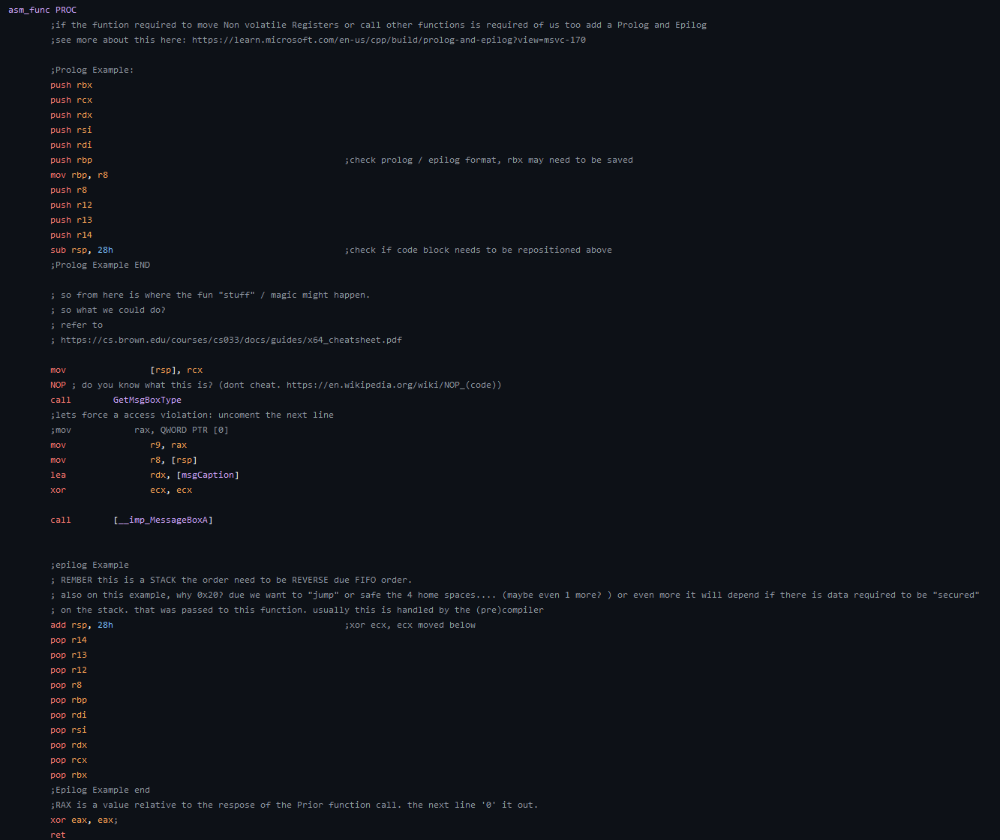 asm_func PROC
;if the funtion required to move Non volatile Registers or call other functions is required of us too add a Prolog and Epilog
;see more about this here: https://learn.microsoft.com/en-us/cpp/build/prolog-and-epilog?view=msvc-170
;Prolog Example:
push rbx
push rcx
push rdx
push rsi
push rdi
push rbp ;check prolog / epilog format, rbx may need to be saved
mov rbp, r8
push r8
push r12
push r13
push r14
sub rsp, 28h ;check if code block needs to be repositioned above
;Prolog Example END
; so from here is where the fun "stuff" / magic might happen.
; so what we could do?
; refer to
; https://cs.brown.edu/courses/cs033/docs/guides/x64_cheatsheet.pdf
mov [rsp], rcx
NOP ; do you know what this is? (dont cheat. https://en.wikipedia.org/wiki/NOP_(code))
call GetMsgBoxType
;lets force a access violation: uncoment the next line
;mov rax, QWORD PTR [0]
mov r9, rax
mov r8, [rsp]
lea rdx, [msgCaption]
xor ecx, ecx
call [__imp_MessageBoxA]
;epilog Example
; REMBER this is a STACK the order need to be REVERSE due FIFO order.
; also on this example, why 0x20? due we want to "jump" or safe the 4 home spaces.... (maybe even 1 more? ) or even more it will depend if there is data required to be "secured"
; on the stack. that was passed to this function. usually this is handled by the (pre)compiler
add rsp, 28h ;xor ecx, ecx moved below
pop r14
pop r13
pop r12
pop r8
pop rbp
pop rdi
pop rsi
pop rdx
pop rcx
pop rbx
;Epilog Example end
;RAX is a value relative to the respose of the Prior function call. the next line '0' it out.
xor eax, eax;
ret